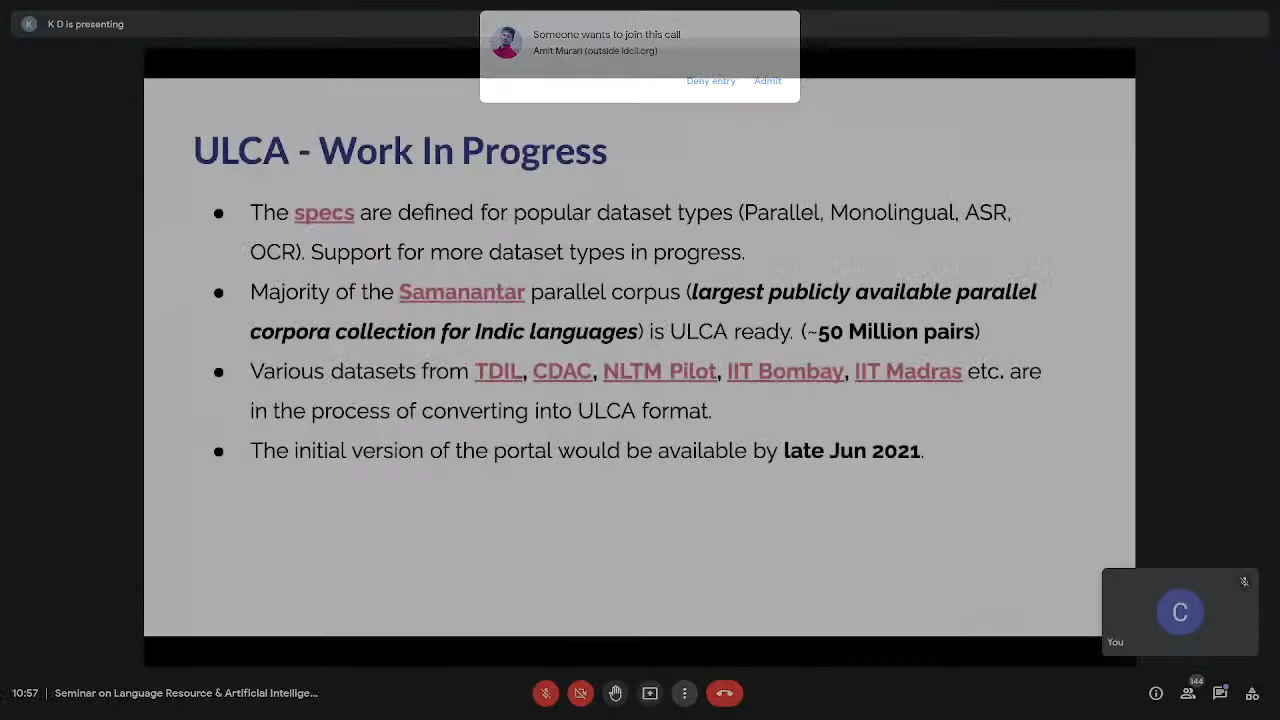 K
K D is presenting
Someone wants to join this call
Amit Murari (outside ldcil.org)
Deny entry Admit
ULCA - Work In Progress
● The specs are defined for popular dataset types (Parallel, Monolingual, ASR,
OCR). Support for more dataset types in progress.
● Majority of the Samanantar parallel corpus (largest publicly available parallel
corpora collection for Indic languages) is ULCA ready. (~50 Million pairs)
● Various datasets from TDIL, CDAC, NLTM Pilot, IIT Bombay, IIT Madras etc. are
in the process of converting into ULCA format.
● The initial version of the portal would be available by late Jun 2021.
C
You
10:57 | Seminar on Language Resource & Artificial Intellige...
144